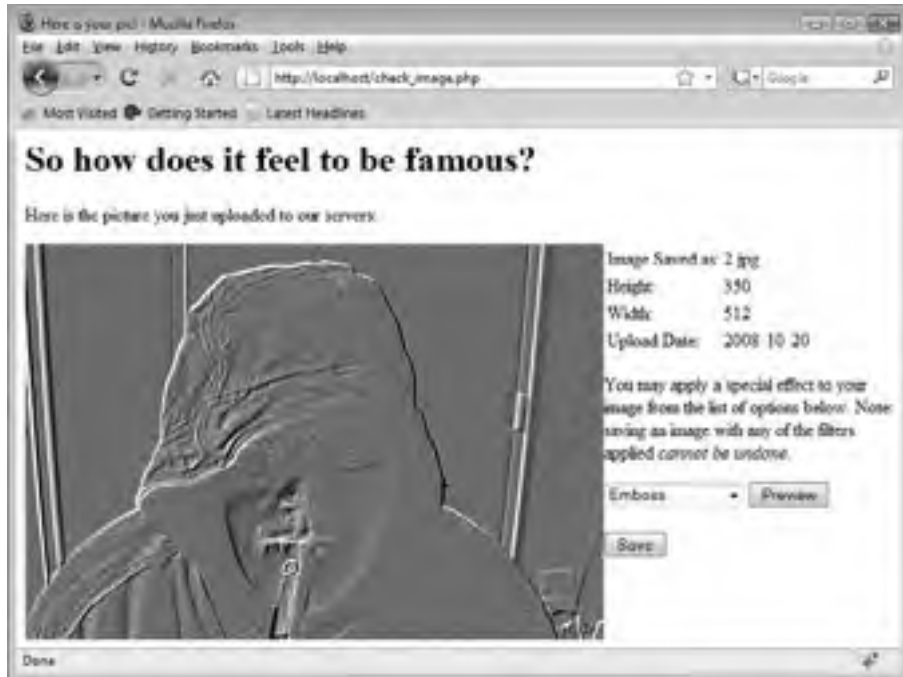 Here is your pic! - Mozilla Firefox
File Edit View History Bookmarks Tools Help
http://localhost/check_image.php
Google
Most Visited Getting Started Latest Headlines
So how does it feel to be famous?
Here is the picture you just uploaded to our servers:
Image Saved as: 2.jpg
Height: 350
Width: 512
Upload Date: 2008-10-20
You may apply a special effect to your
image from the list of options below. Note:
saving an image with any of the filters
applied cannot be undone.
Emboss Preview
Save
Done